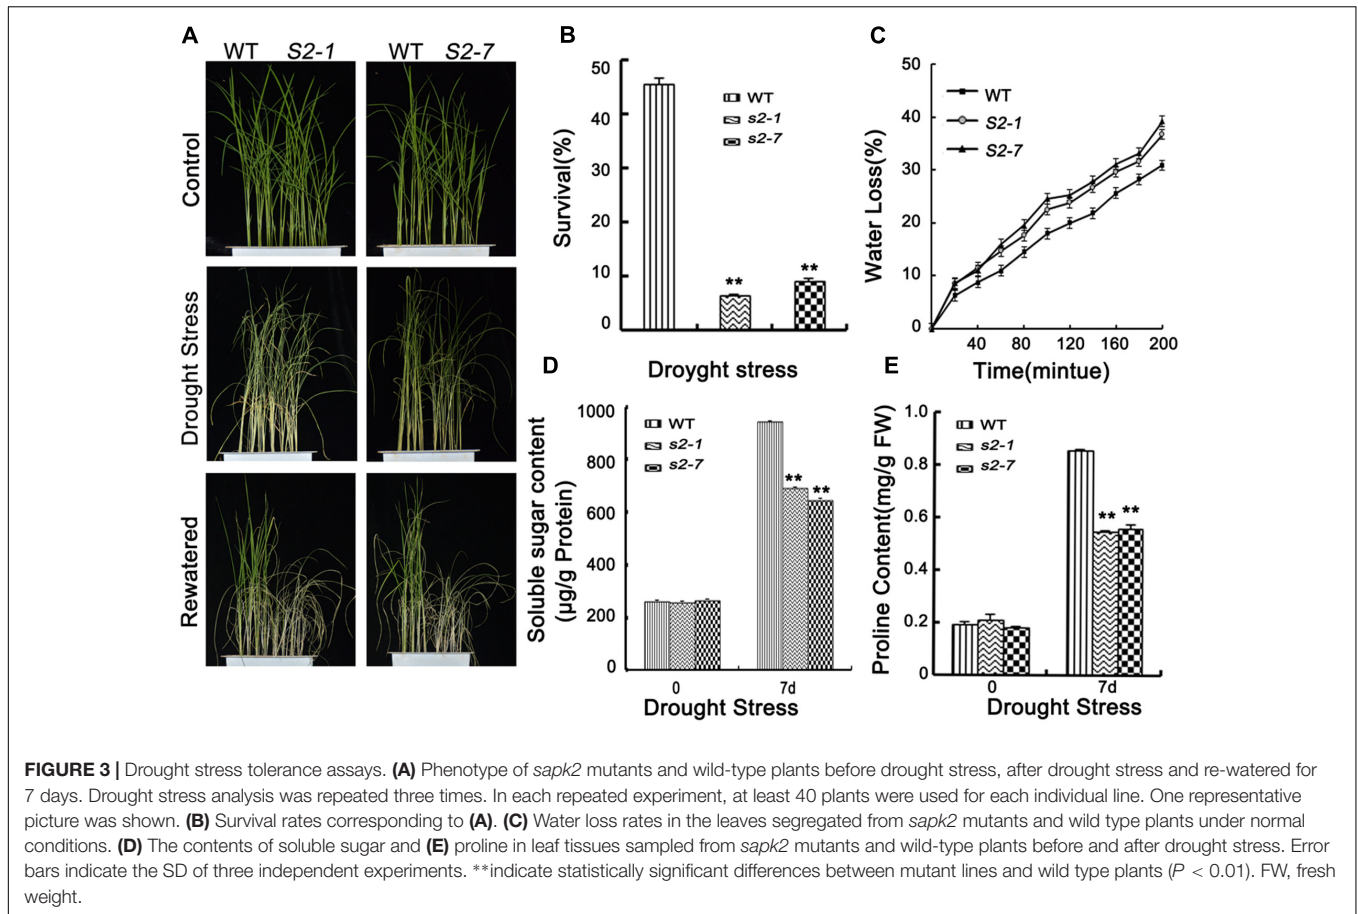 A
WT S2-1 WT S2-7
Control
Drought Stress
Rewatered
B
Survival(%)
50
40
30
20
10
0
WT
s2-1
s2-7
**
**
Droyght stress
C
Water Loss(%)
50
40
30
20
10
0
WT
S2-1
S2-7
40 80 120 160 200
Time(mintue)
D
Soluble sugar content
(µg/g Protein)
1000
800
600
400
200
0
WT
s2-1
s2-7
** **
0 7d
Drought Stress
E
Proline Content(mg/g FW)
1.0
0.8
0.6
0.4
0.2
0
WT
s2-1
s2-7
** **
0 7d
Drought Stress
FIGURE 3 | Drought stress tolerance assays. (A) Phenotype of sapk2 mutants and wild-type plants before drought stress, after drought stress and re-watered for
7 days. Drought stress analysis was repeated three times. In each repeated experiment, at least 40 plants were used for each individual line. One representative
picture was shown. (B) Survival rates corresponding to (A). (C) Water loss rates in the leaves segregated from sapk2 mutants and wild type plants under normal
conditions. (D) The contents of soluble sugar and (E) proline in leaf tissues sampled from sapk2 mutants and wild-type plants before and after drought stress. Error
bars indicate the SD of three independent experiments. **indicate statistically significant differences between mutant lines and wild type plants (P < 0.01). FW, fresh
weight.